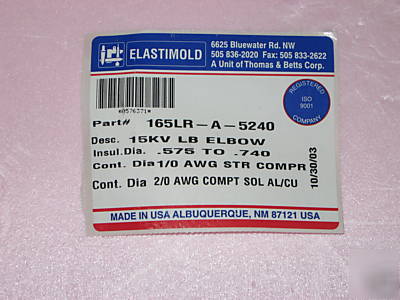 ELASTIMOLD
6625 Bluewater Rd. NW
505 836-2020 Fax: 505 833-2622
A Unit of Thomas & Betts Corp.
*0576271*
REGISTERED
ISO
9001
COMPANY
Part# 165LR-A-5240
Desc. 15KV LB ELBOW
Insul.Dia. .575 TO .740
Cont. Dia 1/0 AWG STR COMPR
Cont. Dia 2/0 AWG COMPT SOL AL/CU
10/30/03
MADE IN USA ALBUQUERQUE, NM 87121 USA